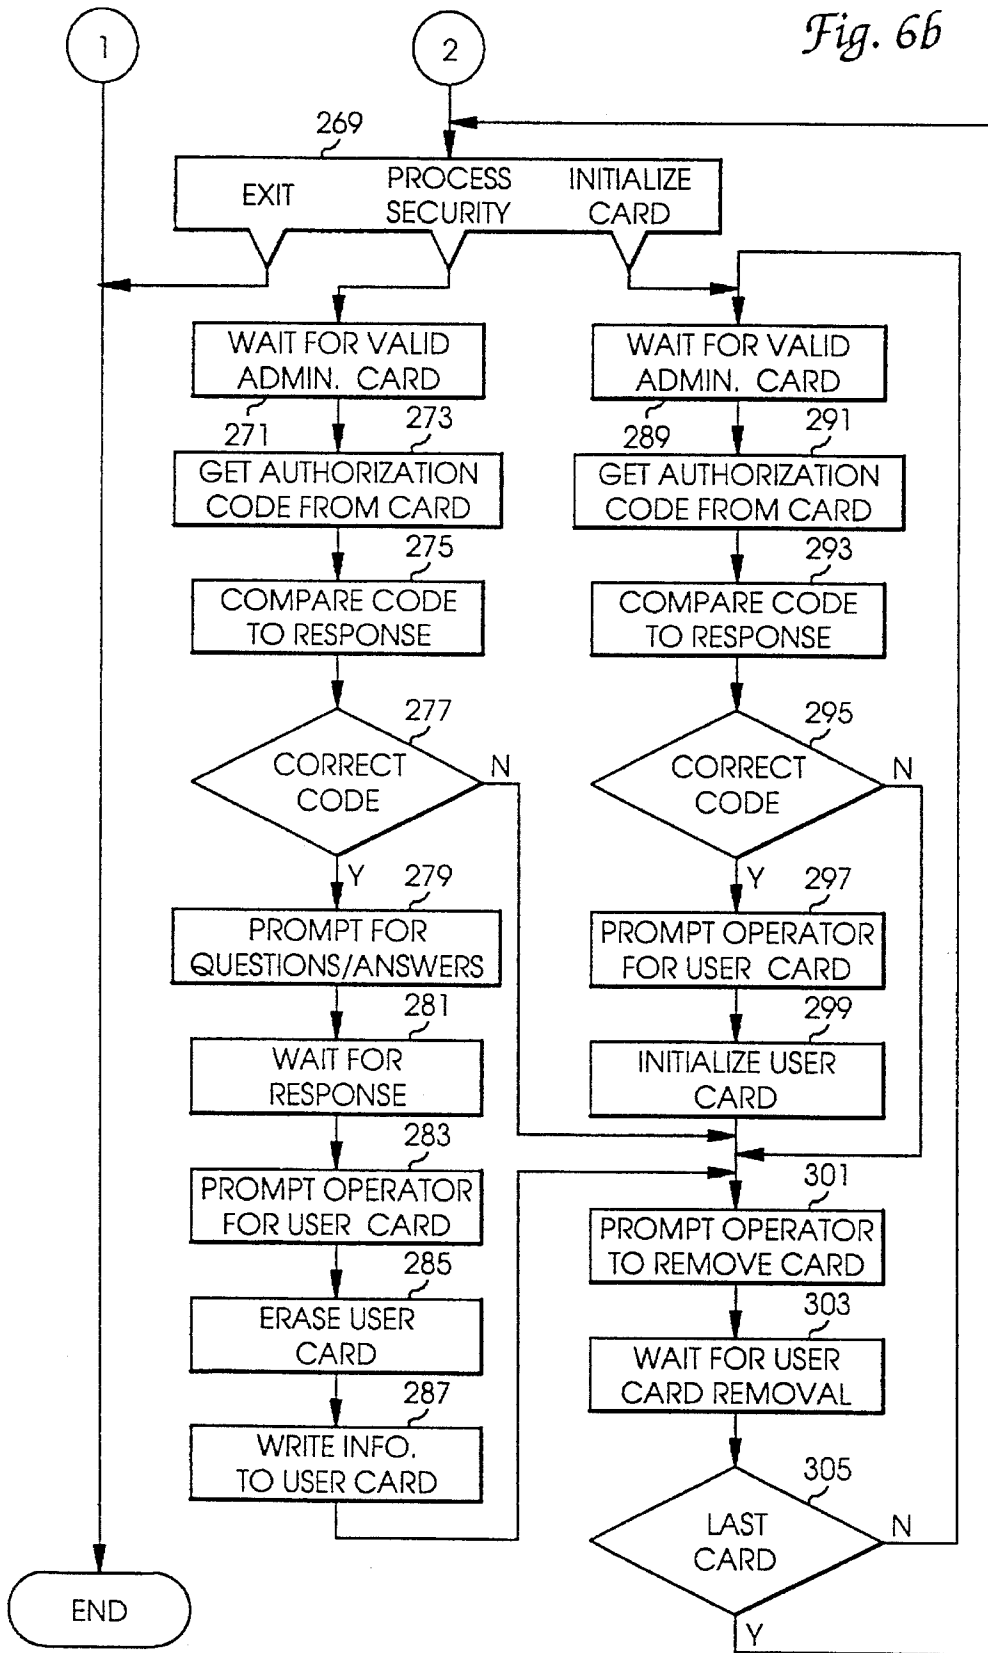 Fig. 6b
1
2
269
EXIT
PROCESS
SECURITY
INITIALIZE
CARD
WAIT FOR VALID
ADMIN. CARD
271
273
GET AUTHORIZATION
CODE FROM CARD
275
COMPARE CODE
TO RESPONSE
277
CORRECT
CODE
N
Y
279
PROMPT FOR
QUESTIONS/ANSWERS
281
WAIT FOR
RESPONSE
283
PROMPT OPERATOR
FOR USER CARD
285
ERASE USER
CARD
287
WRITE INFO.
TO USER CARD
WAIT FOR VALID
ADMIN. CARD
289
291
GET AUTHORIZATION
CODE FROM CARD
293
COMPARE CODE
TO RESPONSE
295
CORRECT
CODE
N
Y
297
PROMPT OPERATOR
FOR USER CARD
299
INITIALIZE USER
CARD
301
PROMPT OPERATOR
TO REMOVE CARD
303
WAIT FOR USER
CARD REMOVAL
305
LAST
CARD
N
Y
END